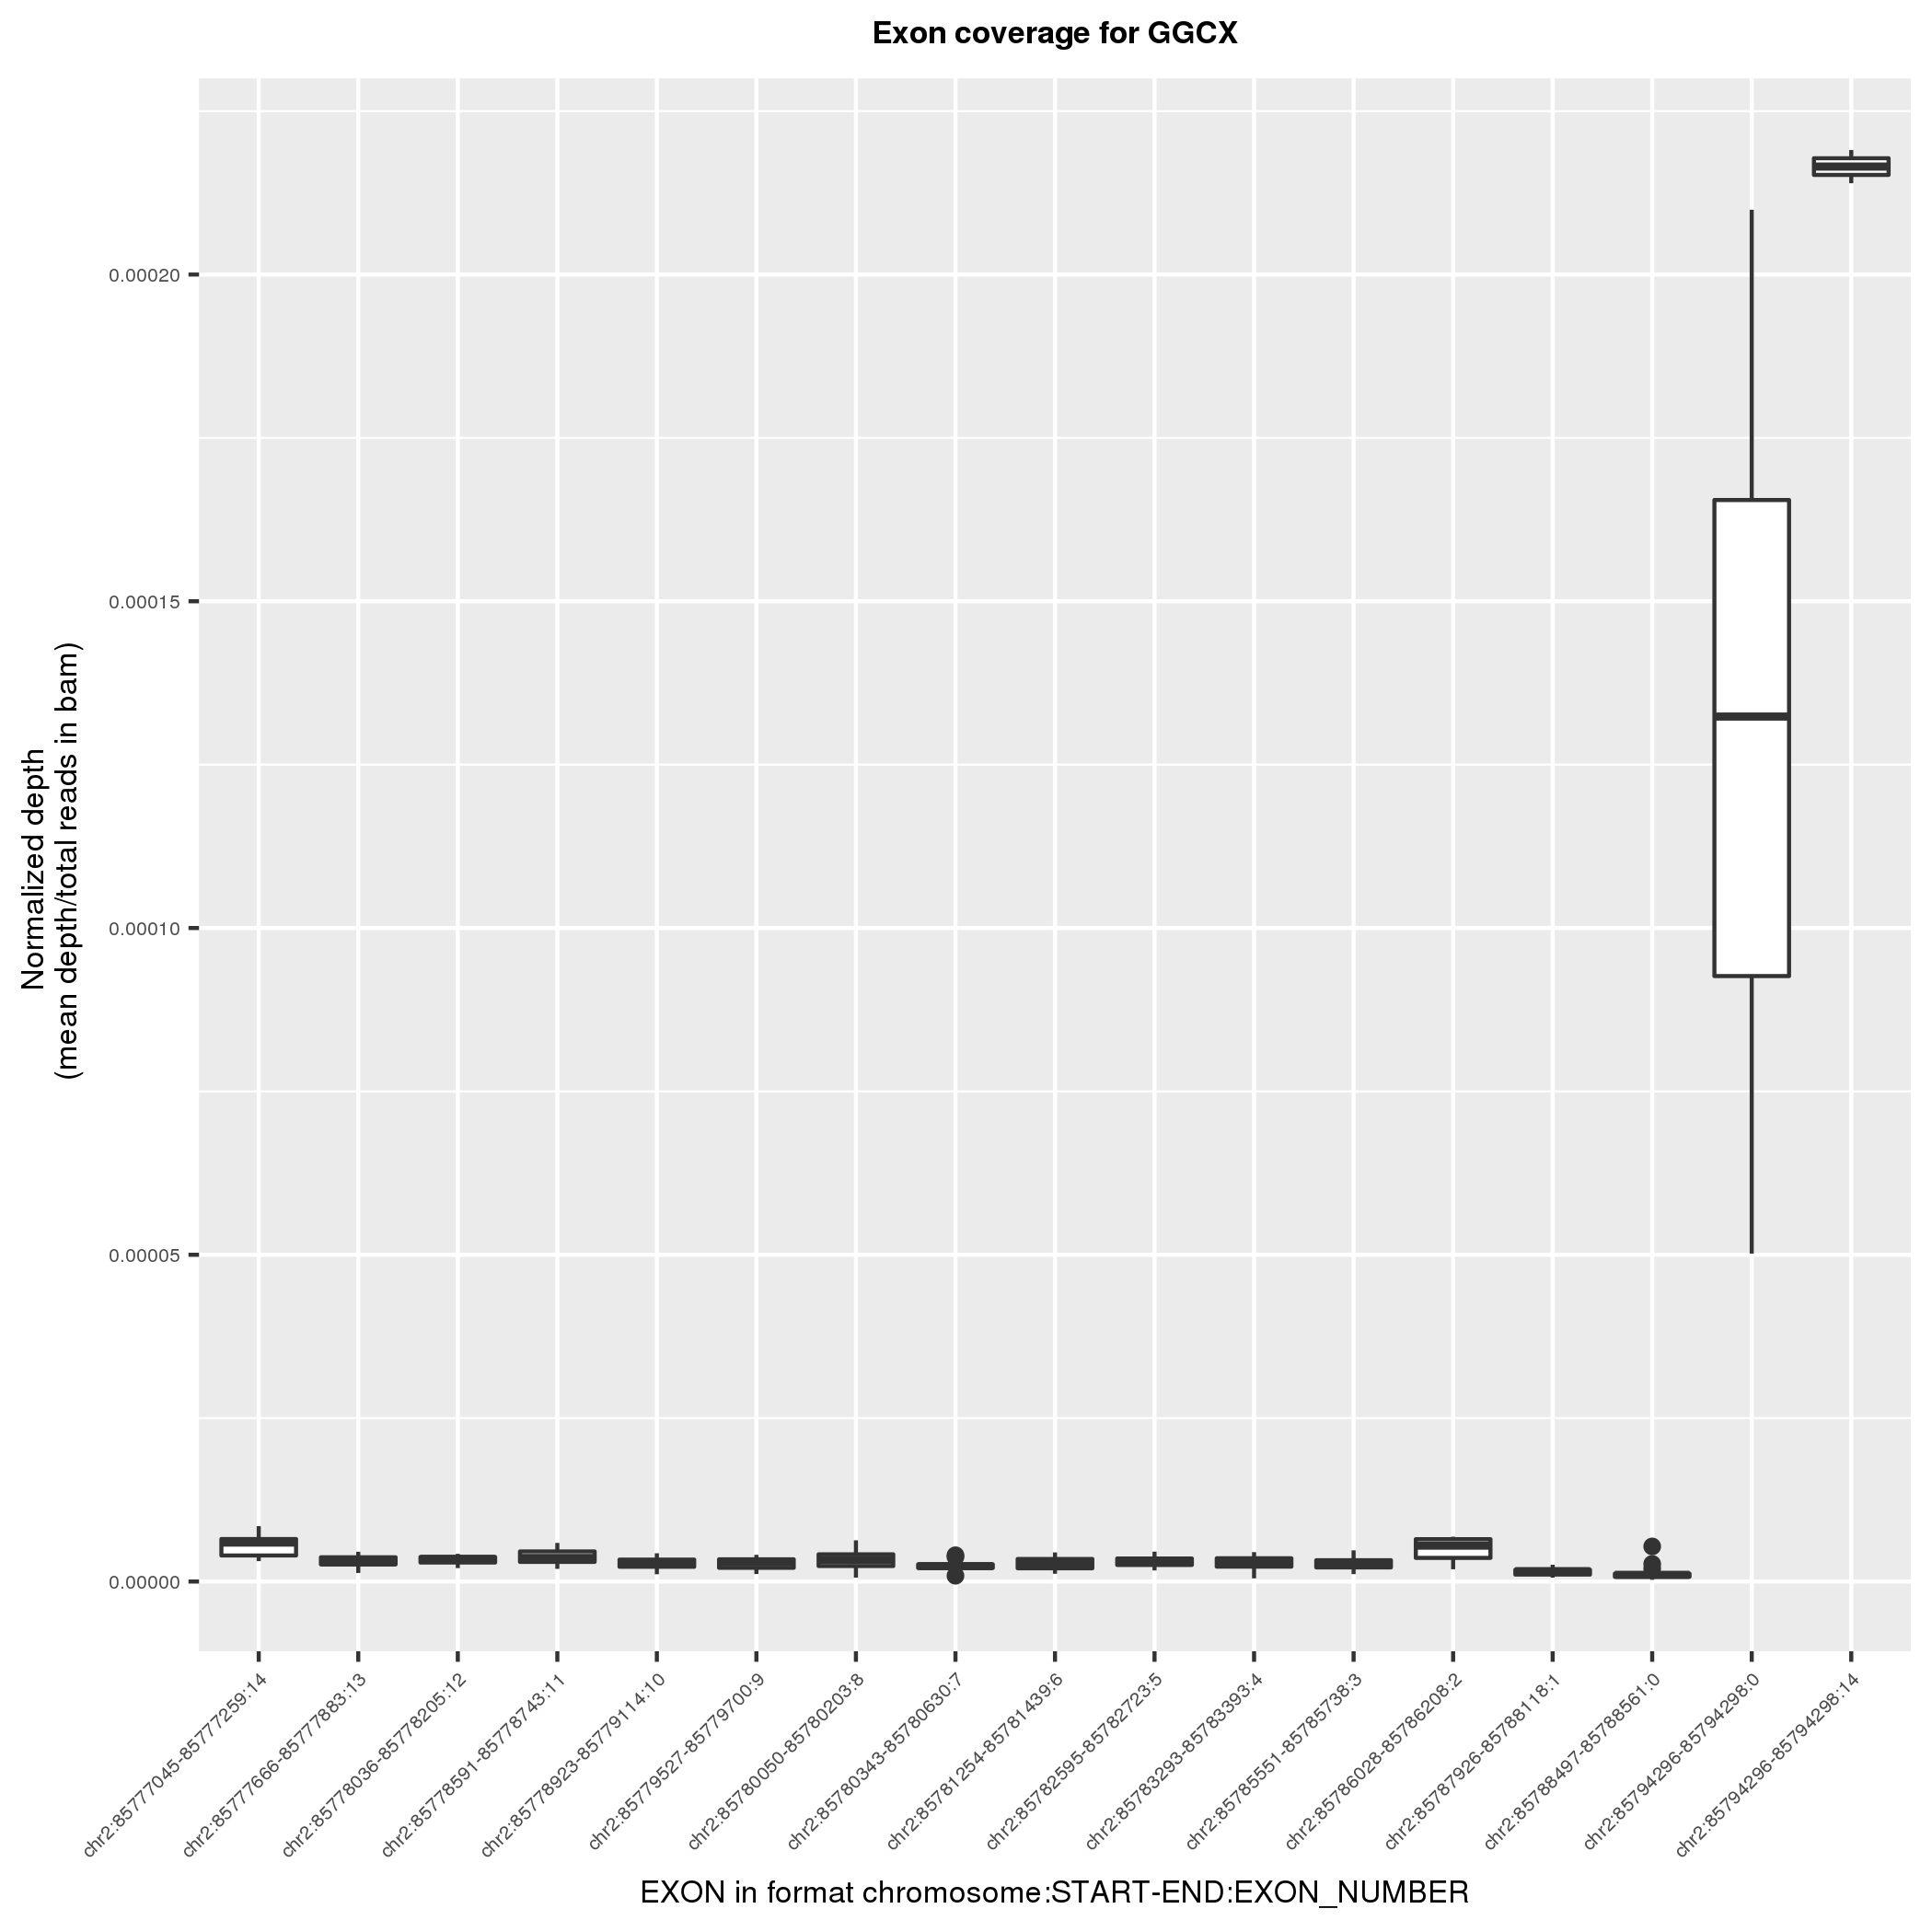 Exon coverage for GGCX
Normalized depth
(mean depth/total reads in bam)
0.00020
0.00015
0.00010
0.00005
0.00000
chr2:85777045-85777259:14
chr2:85777666-85777883:13
chr2:85778036-85778205:12
chr2:85778591-85778743:11
chr2:85778923-85779114:10
chr2:85779527-85779700:9
chr2:85780050-85780203:8
chr2:85780343-85780630:7
chr2:85781254-85781439:6
chr2:85782595-85782723:5
chr2:85783293-85783393:4
chr2:85785551-85785738:3
chr2:85786028-85786208:2
chr2:85787926-85788118:1
chr2:85788497-85788561:0
chr2:85794296-85794298:0
chr2:85794296-85794298:14
EXON in format chromosome:START-END:EXON_NUMBER